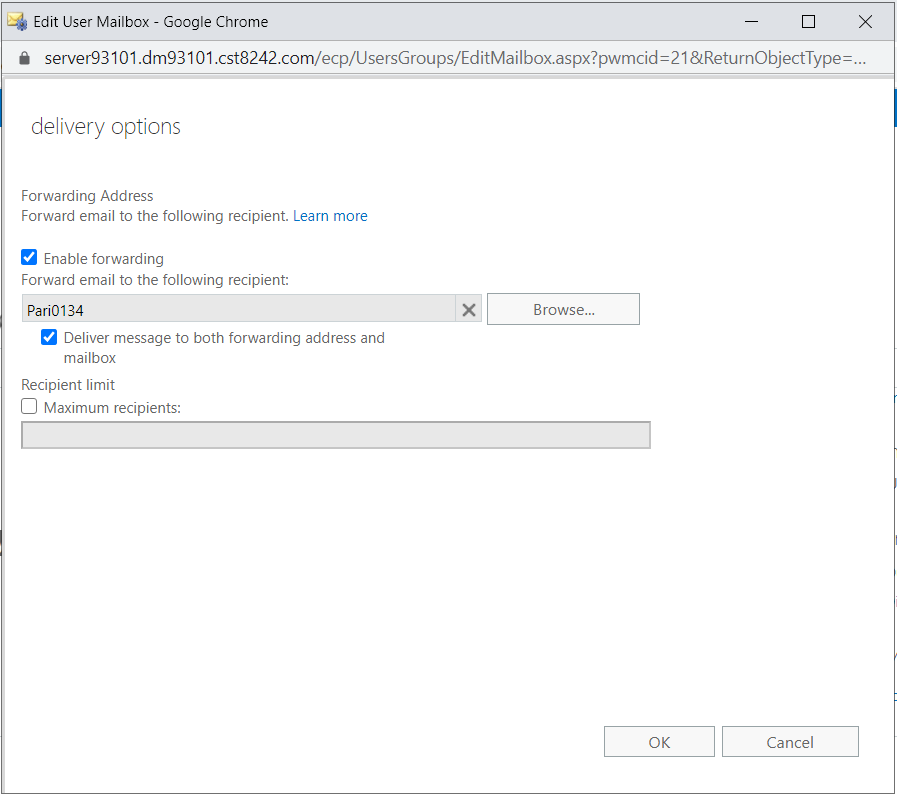 Edit User Mailbox - Google Chrome
server93101.dm93101.cst8242.com/ecp/UsersGroups/EditMailbox.aspx?pwmcid=21&ReturnObjectType=...
delivery options
Forwarding Address
Forward email to the following recipient. Learn more
Enable forwarding
Forward email to the following recipient:
Pari0134
Browse...
Deliver message to both forwarding address and
mailbox
Recipient limit
Maximum recipients:
OK
Cancel